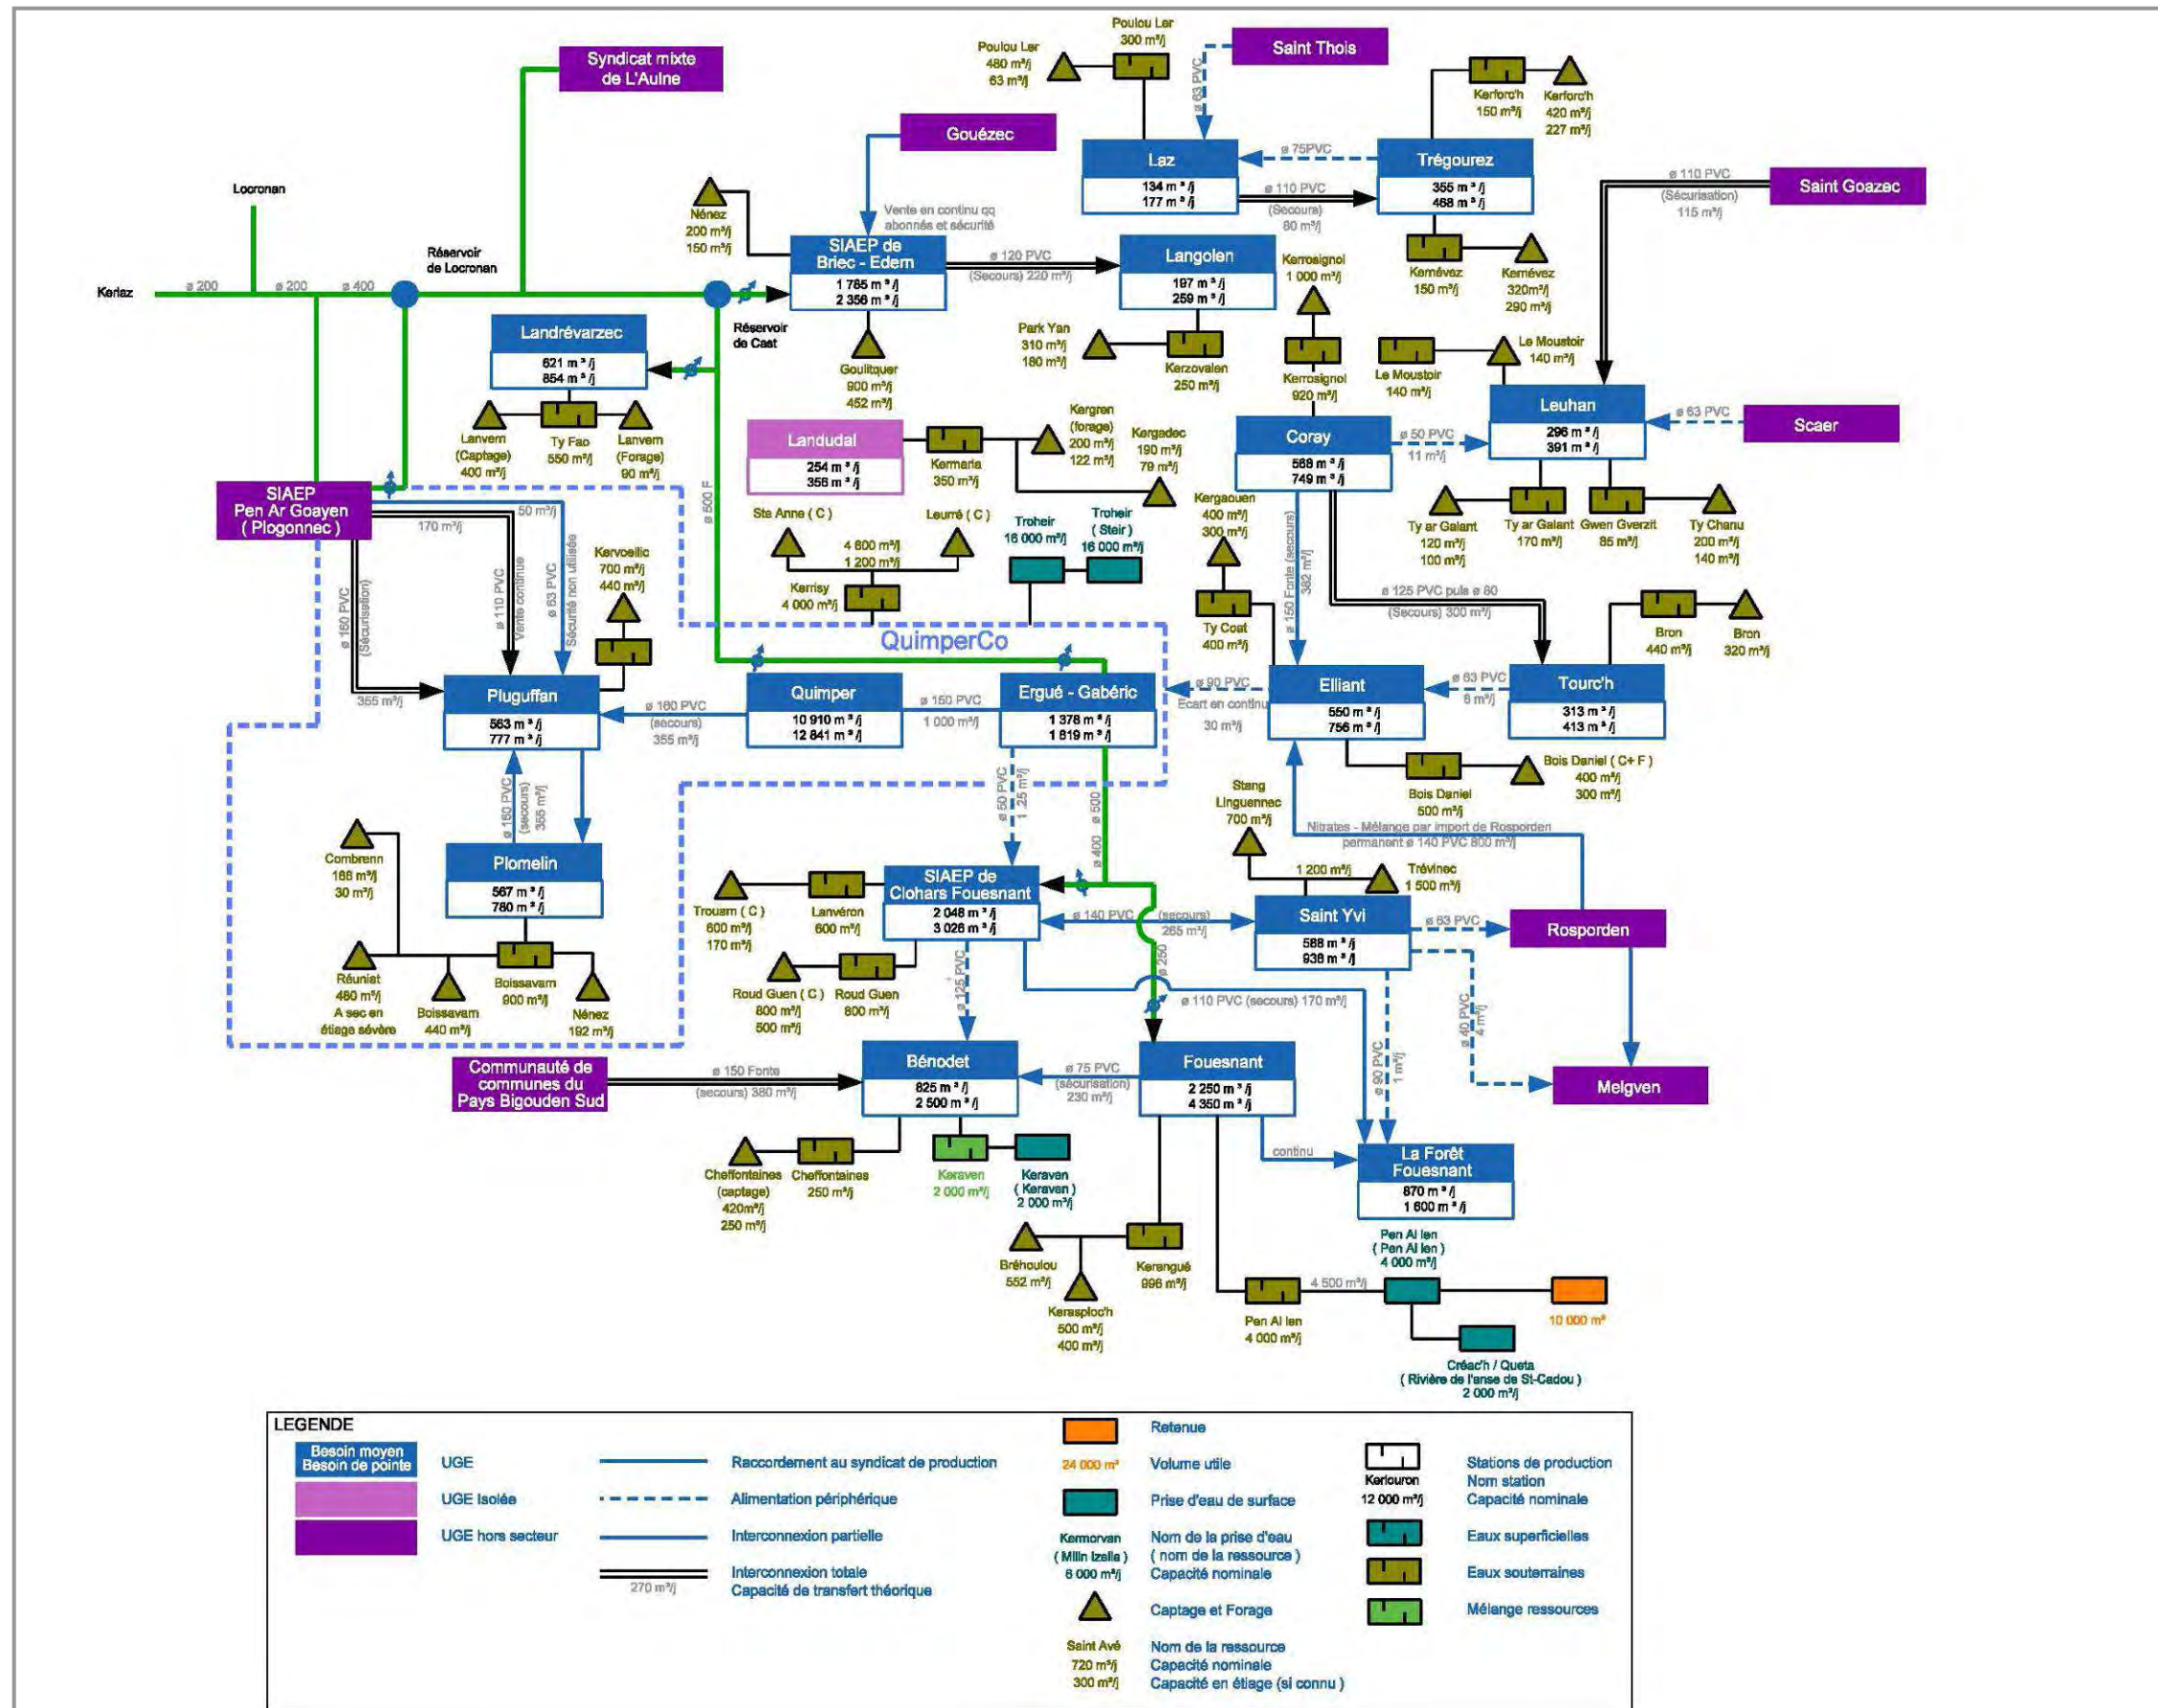 Syndicat mixte
de L'Aulne
Saint Thois
Poulou Ler
300 m³/j
Poulou Ler
480 m³/j
63 m³/j
ø 63 PVC
Kerforc'h
150 m³/j
Kerforc'h
420 m³/j
227 m³/j
Gouézec
Laz
134 m³/j
177 m³/j
ø 75PVC
ø 110 PVC
(Secours)
80 m³/j
Trégourez
355 m³/j
468 m³/j
ø 110 PVC
(Sécurisation)
115 m³/j
Saint Goazec
Locronan
Réservoir
de Locronan
Kerlaz
ø 200
ø 200
ø 400
Nénez
200 m³/j
150 m³/j
Vente en continu qq
abonnés et sécurité
SIAEP de
Briec - Edern
1 785 m³/j
2 356 m³/j
ø 120 PVC
(Secours) 220 m³/j
Langolen
197 m³/j
259 m³/j
Kerrosignol
1 000 m³/j
Kernévez
150 m³/j
Kernévez
320m³/j
290 m³/j
Réservoir
de Cast
Landrévarzec
621 m³/j
854 m³/j
Goulitquer
900 m³/j
452 m³/j
Park Yan
310 m³/j
180 m³/j
Kerzovalen
250 m³/j
Kerrosignol
920 m³/j
Le Moustoir
140 m³/j
Le Moustoir
140 m³/j
Lanvern
(Captage)
400 m³/j
Ty Fao
550 m³/j
Lanvern
(Forage)
90 m³/j
Landudal
254 m³/j
356 m³/j
Kermaria
350 m³/j
Kergren
(forage)
200 m³/j
122 m³/j
Kergadec
190 m³/j
79 m³/j
Coray
568 m³/j
749 m³/j
ø 50 PVC
11 m³/j
Leuhan
296 m³/j
391 m³/j
ø 63 PVC
Scaer
SIAEP
Pen Ar Goayen
( Plogonnec )
50 m³/j
170 m³/j
ø 500 F
Ste Anne ( C )
Leurré ( C )
4 800 m³/j
1 200 m³/j
Kerrisy
4 000 m³/j
Troheir
16 000 m³/j
Troheir
( Steir )
16 000 m³/j
Kergaouen
400 m³/j
300 m³/j
Ty Coat
400 m³/j
ø 150 Fonte (secours)
382 m³/j
Ty ar Galant
120 m³/j
100 m³/j
Ty ar Galant
170 m³/j
Gwen Gverzit
85 m³/j
Ty Chanu
200 m³/j
140 m³/j
ø 125 PVC puis ø 80
(Secours) 300 m³/j
Bron
440 m³/j
Bron
320 m³/j
Kervoellic
700 m³/j
440 m³/j
ø 160 PVC
(Sécurisation)
355 m³/j
ø 110 PVC
Vente continue
ø 63 PVC
Sécurité non utilisée
QuimperCo
Pluguffan
563 m³/j
777 m³/j
ø 160 PVC
(secours)
355 m³/j
Quimper
10 910 m³/j
12 841 m³/j
ø 150 PVC
1 000 m³/j
Ergué - Gabéric
1 378 m³/j
1 819 m³/j
ø 90 PVC
Ecart en continu
30 m³/j
Elliant
550 m³/j
756 m³/j
ø 63 PVC
6 m³/j
Tourc'h
313 m³/j
413 m³/j
ø 160 PVC
(secours)
355 m³/j
ø 50 PVC
1 .25 m³/j
ø 500
ø 400
Bois Daniel
500 m³/j
Bois Daniel ( C+ F )
400 m³/j
300 m³/j
Stang
Linguennec
700 m³/j
Nitrates - Mélange par import de Rosporden
permanent ø 140 PVC 800 m³/j
Combrenn
168 m³/j
30 m³/j
Plomelin
567 m³/j
780 m³/j
Trouarn ( C )
600 m³/j
170 m³/j
Lanvéron
600 m³/j
SIAEP de
Clohars Fouesnant
2 048 m³/j
3 026 m³/j
ø 140 PVC
(secours)
265 m³/j
1 200 m³/j
Trévinec
1 500 m³/j
Saint Yvi
588 m³/j
938 m³/j
ø 63 PVC
Rosporden
Réuniat
480 m³/j
A sec en
étiage sévère
Boissavarn
440 m³/j
Boissavarn
900 m³/j
Nénez
192 m³/j
Roud Guen ( C )
800 m³/j
500 m³/j
Roud Guen
800 m³/j
ø 125 PVC
ø 250
ø 110 PVC (secours) 170 m³/j
ø 90 PVC
1 m³/j
ø 40 PVC
4 m³/j
Communauté de
communes du
Pays Bigouden Sud
ø 150 Fonte
(secours) 380 m³/j
Bénodet
825 m³/j
2 500 m³/j
ø 75 PVC
(sécurisation)
230 m³/j
Fouesnant
2 250 m³/j
4 350 m³/j
Melgven
continu
La Forêt
Fouesnant
870 m³/j
1 600 m³/j
Cheffontaines
(captage)
420m³/j
250 m³/j
Cheffontaines
250 m³/j
Keraven
2 000 m³/j
Keraven
( Keraven )
2 000 m³/j
Bréhoulou
552 m³/j
Kerasploc'h
500 m³/j
400 m³/j
Kerangué
996 m³/j
Pen Al len
( Pen Al len )
4 000 m³/j
Pen Al len
4 000 m³/j
4 500 m³/j
10 000 m³
Créac'h / Queta
( Rivière de l'anse de St-Cadou )
2 000 m³/j
LEGENDE
Besoin moyen
Besoin de pointe
UGE
UGE Isolée
UGE hors secteur
Raccordement au syndicat de production
Alimentation périphérique
Interconnexion partielle
Interconnexion totale
270 m³/j
Capacité de transfert théorique
Retenue
24 000 m³
Volume utile
Prise d'eau de surface
Kermorvan
( Milin Izella )
6 000 m³/j
Nom de la prise d'eau
( nom de la ressource )
Capacité nominale
Captage et Forage
Saint Avé
720 m³/j
300 m³/j
Nom de la ressource
Capacité nominale
Capacité en étiage (si connu )
Kerlouron
12 000 m³/j
Stations de production
Nom station
Capacité nominale
Eaux superficielles
Eaux souterraines
Mélange ressources